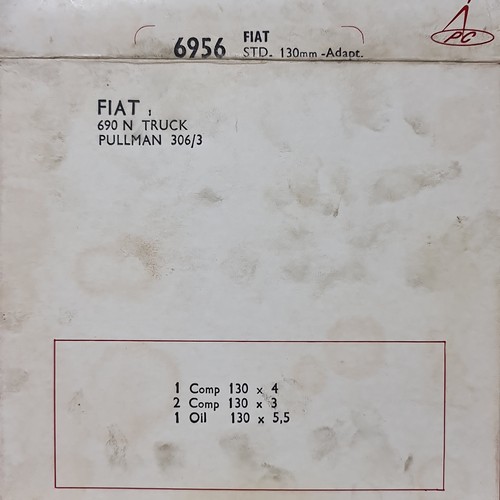 6956 FIAT
STD. 130mm-Adapt.
APC
FIAT :
690 N TRUCK
PULLMAN 306/3
1 Comp 130 x 4
2 Comp 130 x 3
1 Oil 130 x 5,5